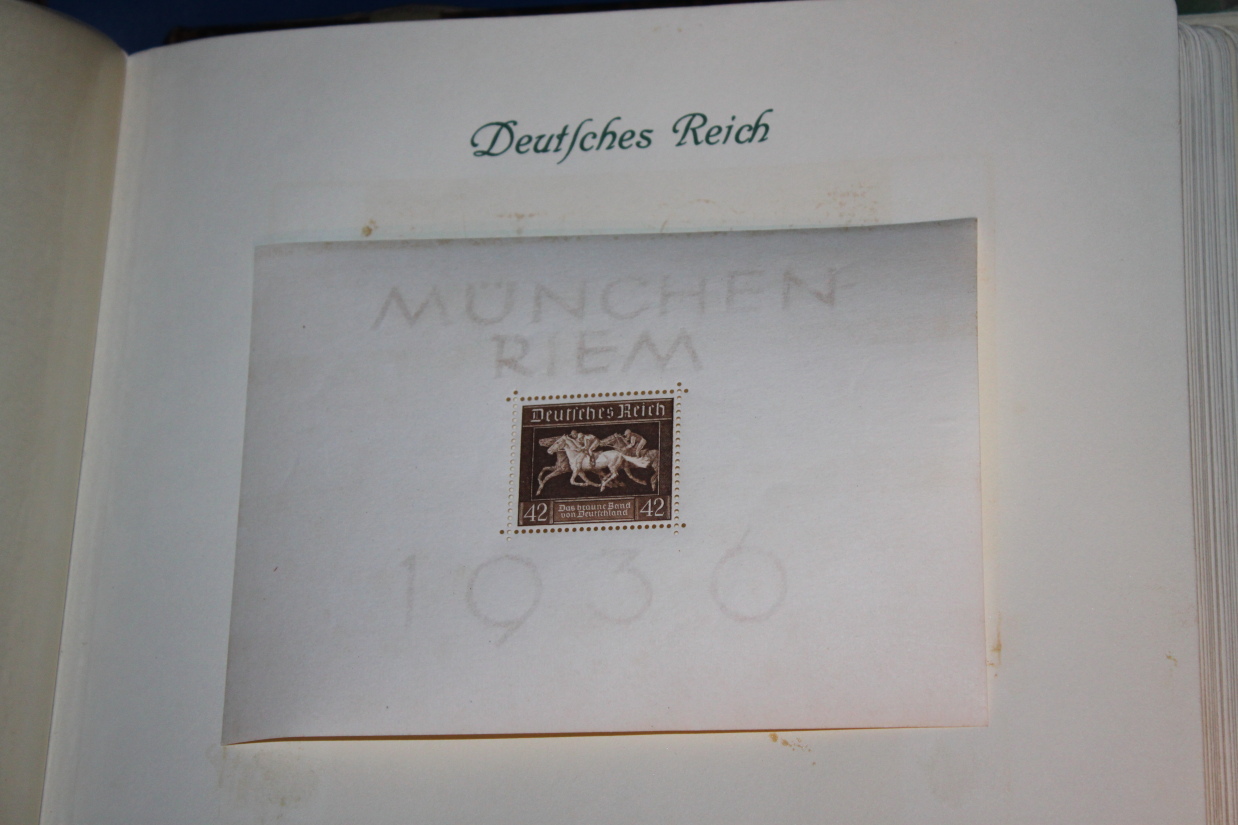 Deutſches Reich
MÜNCHEN
RIEM
Deutſches Reich
42 Das braune Band 42
von Deutſchland
1936